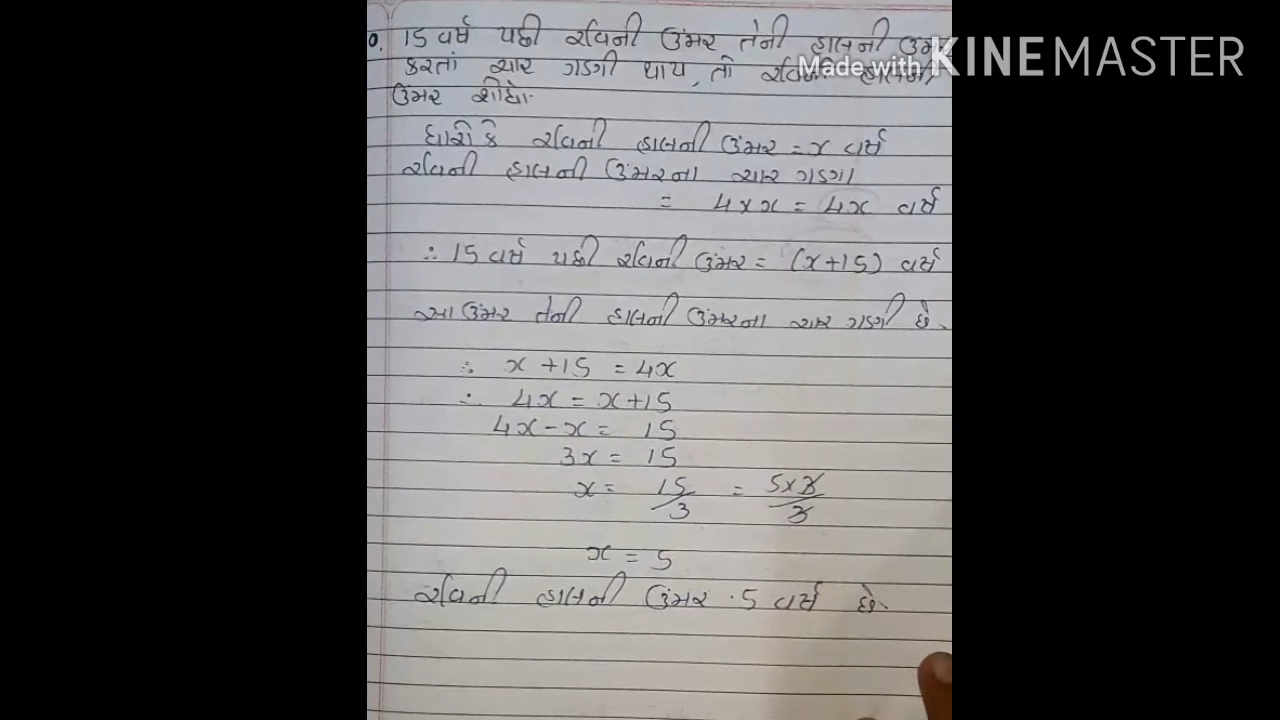 0. 15 વર્ષ પછી રવિની ઉંમર તેની હાલની ઉંમર
કરતાં ચાર ગણી થાય, તો રવિની હાલની
ઉંમર શોધો.
ધારો કે રવિની હાલની ઉંમર = x વર્ષ
રવિની હાલની ઉંમરના ચાર ગણા
= 4 x x = 4x વર્ષ
∴ 15 વર્ષ પછી રવિની ઉંમર = (x+15) વર્ષ
આ ઉંમર તેની હાલની ઉંમરના ચાર ગણી છે.
∴ x + 15 = 4x
∴ 4x = x+15
4x - x = 15
3x = 15
x = 15/3 = 5x3/3
x = 5
રવિની હાલની ઉંમર 5 વર્ષ છે.
Made with KINEMASTER